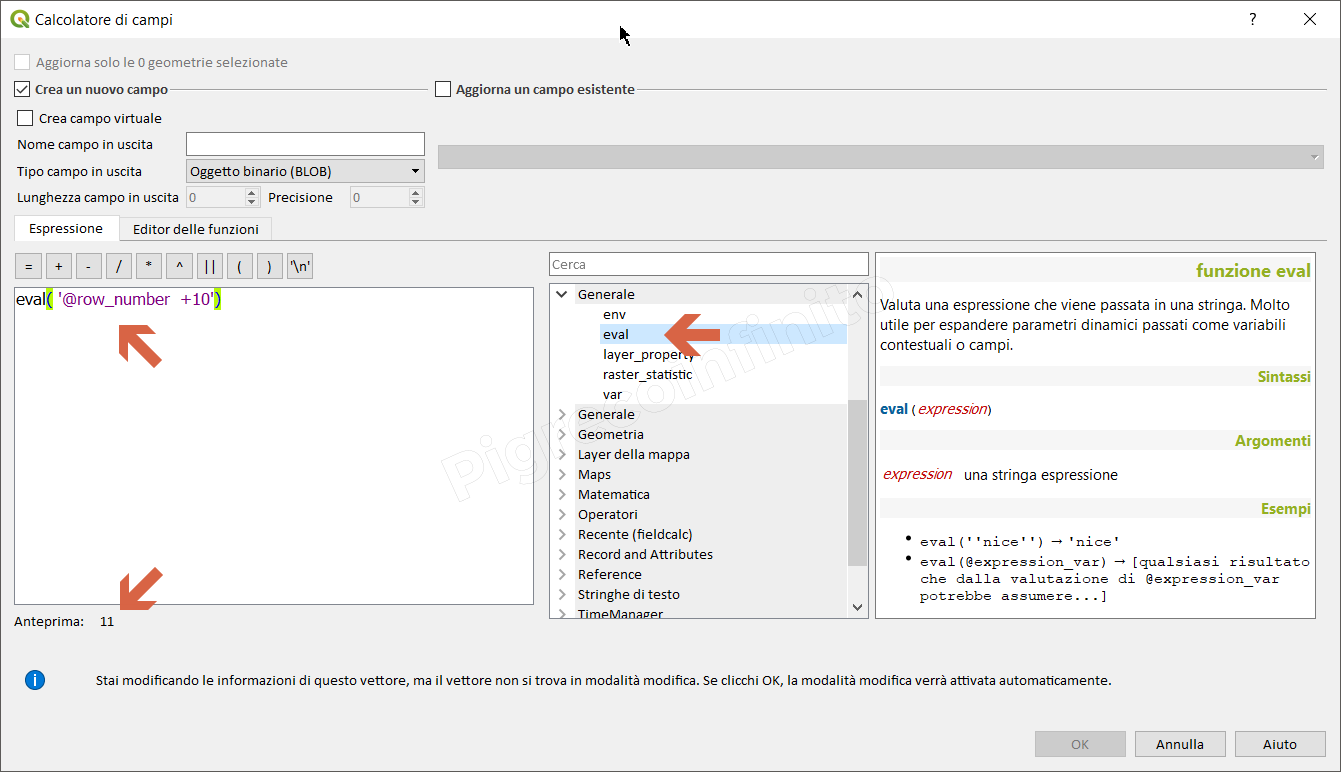 Calcolatore di campi
?
Aggiorna solo le 0 geometrie selezionate
Crea un nuovo campo
Aggiorna un campo esistente
Crea campo virtuale
Nome campo in uscita
Tipo campo in uscita
Oggetto binario (BLOB)
Lunghezza campo in uscita
0
Precisione
0
Espressione
Editor delle funzioni
= + - / * ^ || ( ) '\n'
eval( '@row_number +10')
Anteprima: 11
Cerca
Generale
env
eval
layer_property
raster_statistic
var
Generale
Geometria
Layer della mappa
Maps
Matematica
Operatori
Recente (fieldcalc)
Record and Attributes
Reference
Stringhe di testo
TimeManager
funzione eval
Valuta una espressione che viene passata in una stringa. Molto
utile per espandere parametri dinamici passati come variabili
contestuali o campi.
Sintassi
eval (expression)
Argomenti
expression una stringa espressione
Esempi
• eval(''nice'') → 'nice'
• eval(@expression_var) → [qualsiasi risultato
che dalla valutazione di @expression_var
potrebbe assumere...]
Pigrecoinfinito
Stai modificando le informazioni di questo vettore, ma il vettore non si trova in modalità modifica. Se clicchi OK, la modalità modifica verrà attivata automaticamente.
OK
Annulla
Aiuto